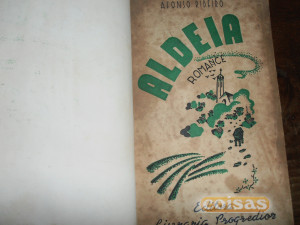 AFONSO RIBEIRO
ALDEIA
ROMANCE
coisas
Livraria Progredior